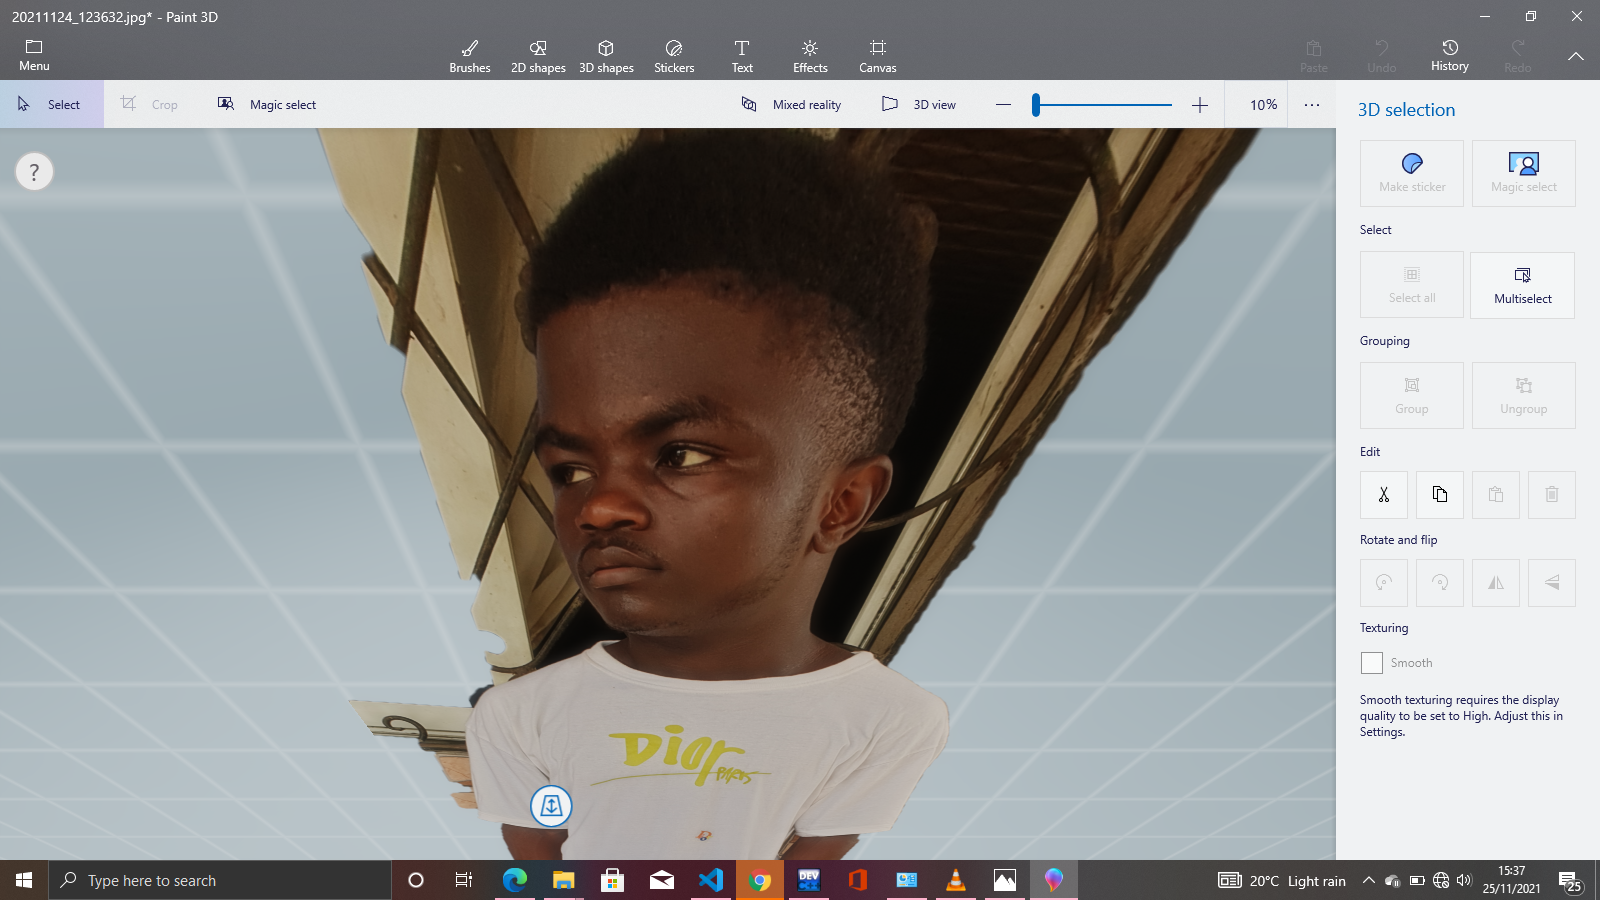 20211124_123632.jpg* - Paint 3D
Menu
Brushes
2D shapes
3D shapes
Stickers
Text
Effects
Canvas
Paste
Undo
History
Redo
Select
Crop
Magic select
Mixed reality
3D view
10%
?
3D selection
Make sticker
Magic select
Select
Select all
Multiselect
Grouping
Group
Ungroup
Edit
Rotate and flip
Texturing
Smooth
Smooth texturing requires the display
quality to be set to High. Adjust this in
Settings.
Dior
PARIS
Type here to search
DEV
20°C Light rain
15:37
25/11/2021
25